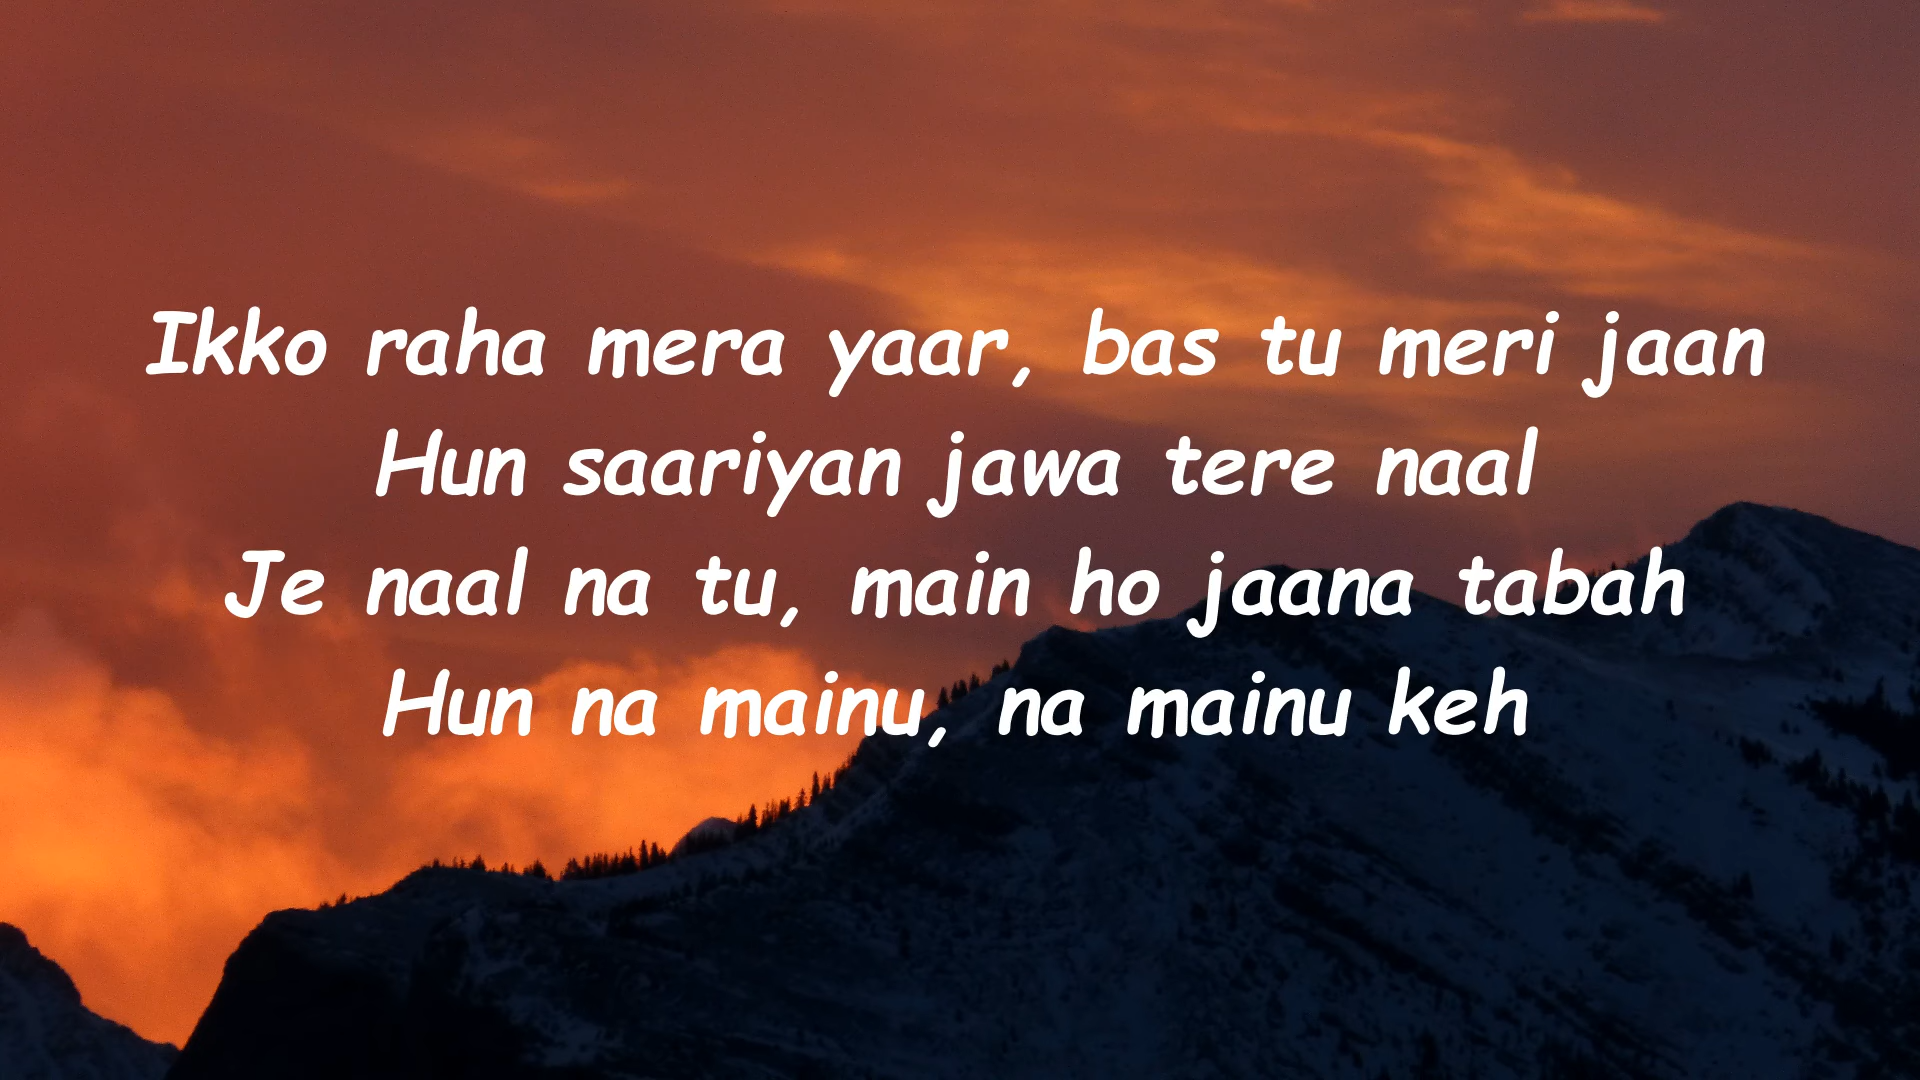 Ikko raha mera yaar, bas tu meri jaan
Hun saariyan jawa tere naal
Je naal na tu, main ho jaana tabah
Hun na mainu, na mainu keh